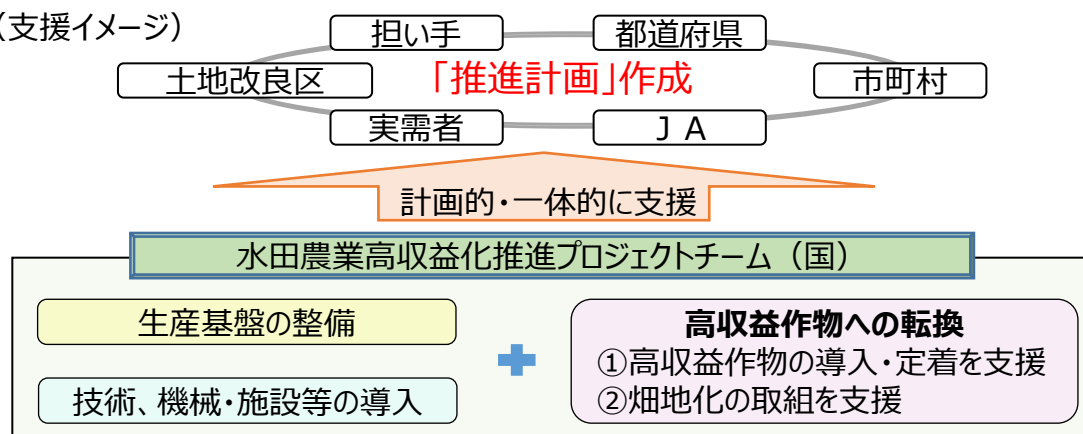 （支援イメージ）
担い手
都道府県
土地改良区
「推進計画」作成
市町村
実需者
ＪＡ
計画的・一体的に支援
水田農業高収益化推進プロジェクトチーム（国）
生産基盤の整備
技術、機械・施設等の導入
高収益作物への転換
①高収益作物の導入・定着を支援
②畑地化の取組を支援